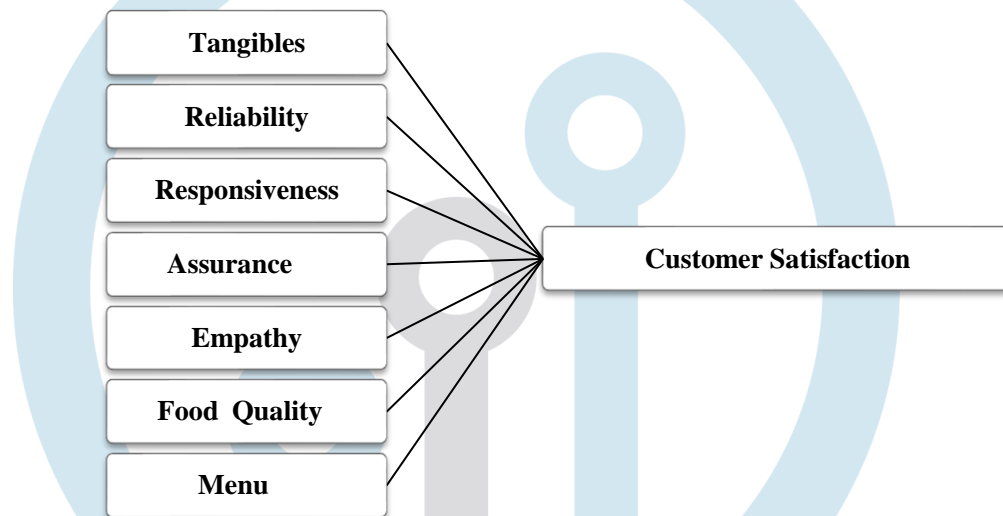 Tangibles
Reliability
Responsiveness
Assurance
Customer Satisfaction
Empathy
Food Quality
Menu